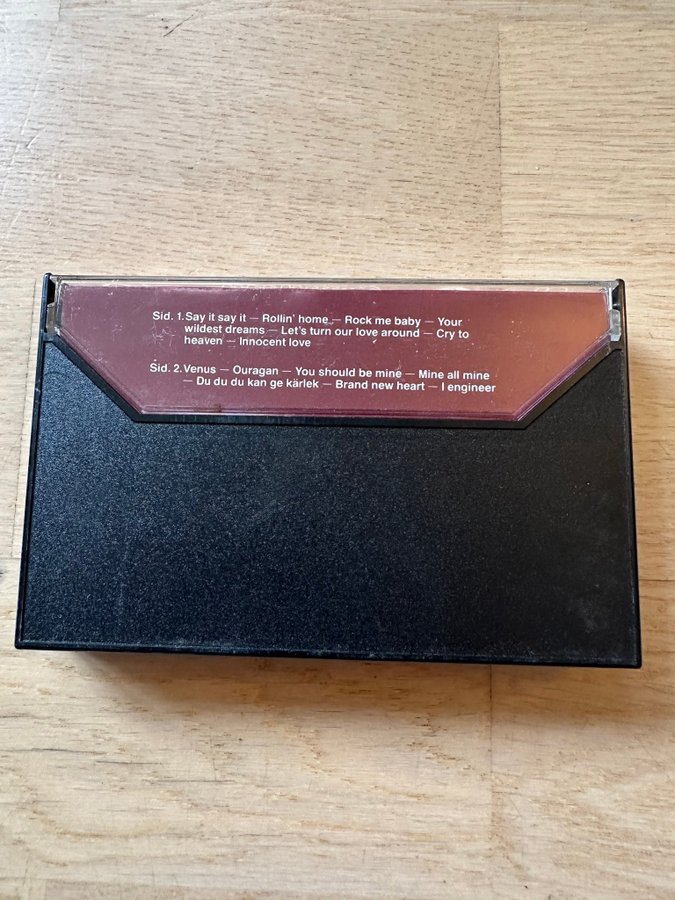 Sid. 1. Say it say it — Rollin' home — Rock me baby — Your
wildest dreams — Let's turn our love around — Cry to
heaven — Innocent love
Sid. 2. Venus — Ouragan — You should be mine — Mine all mine
— Du du du kan ge kärlek — Brand new heart — I engineer